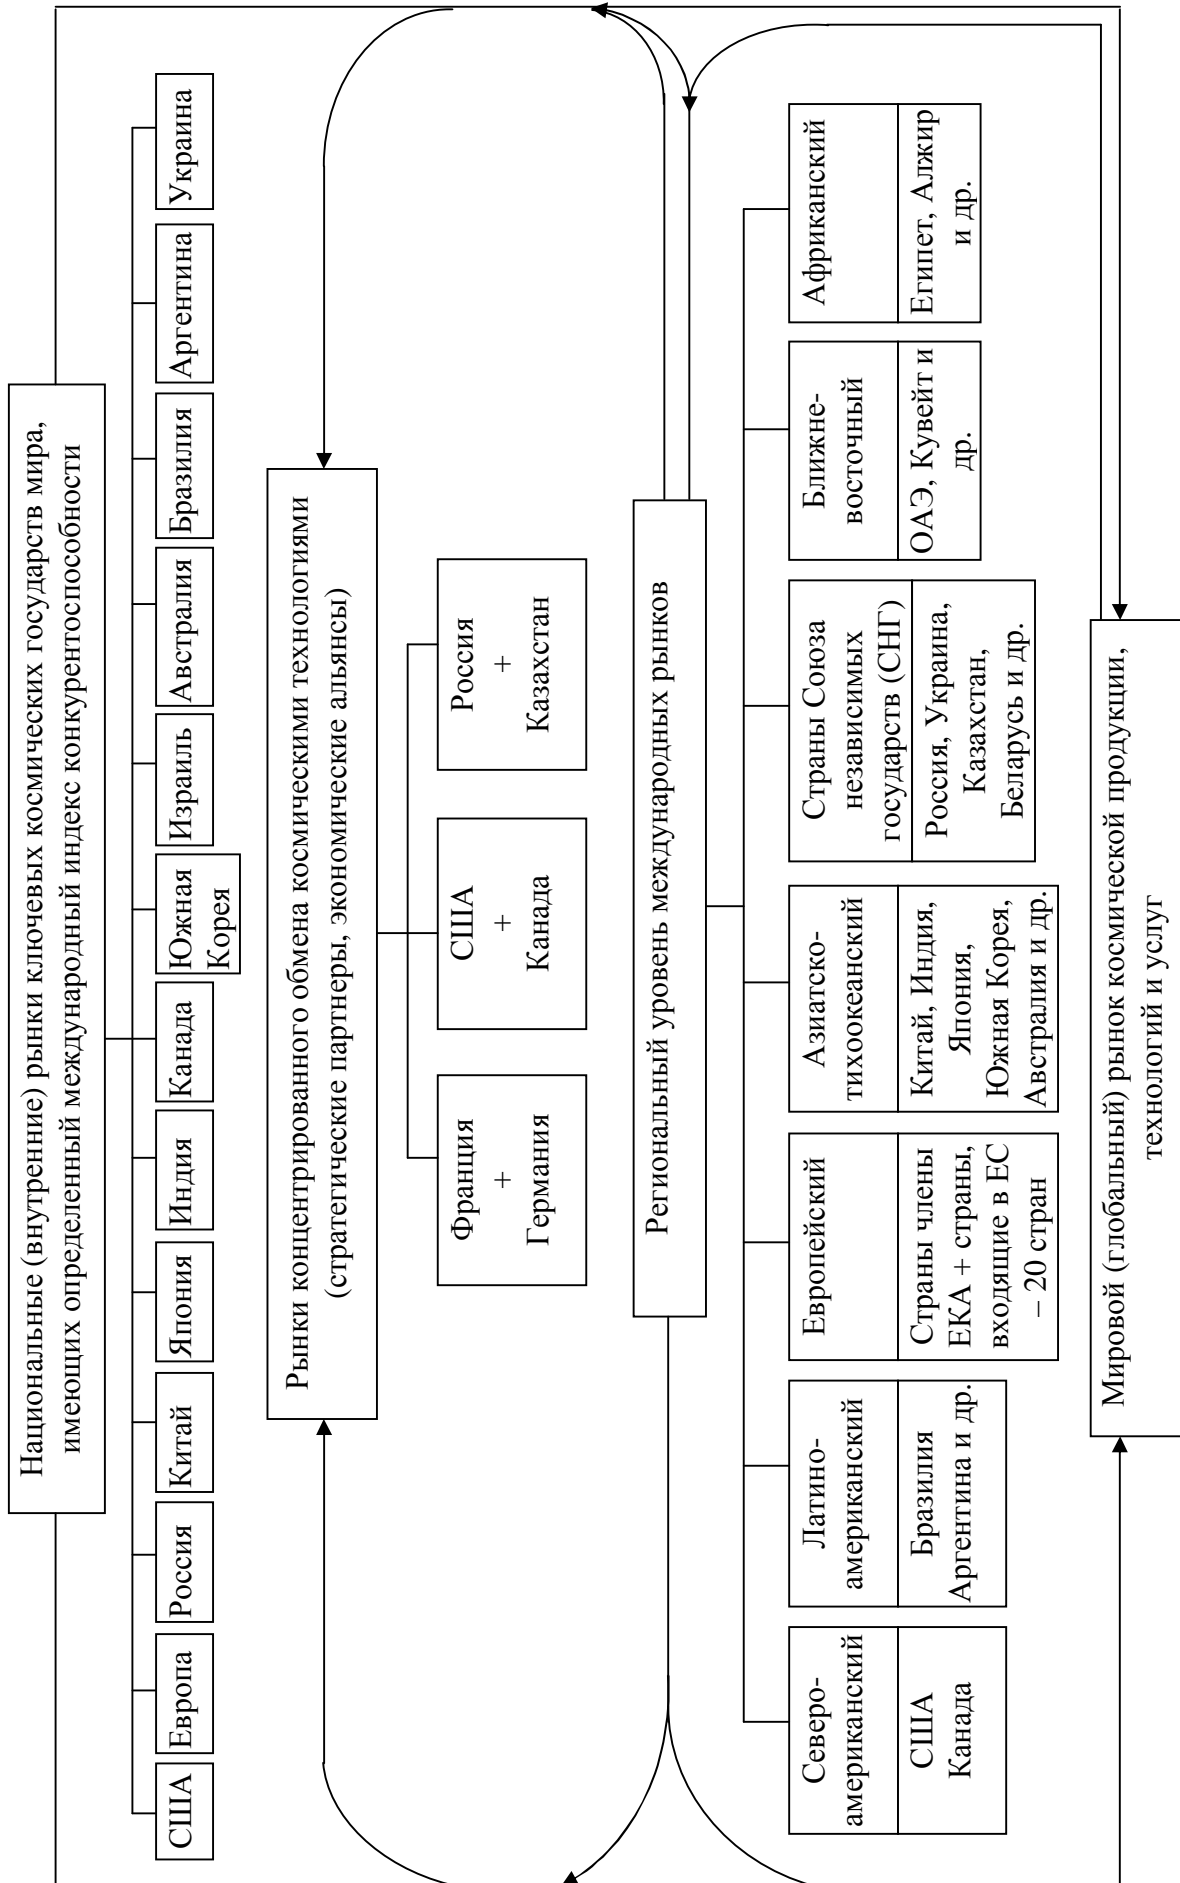 Национальные (внутренние) рынки ключевых космических государств мира,
имеющих определенный международный индекс конкурентоспособности
США
Европа
Россия
Китай
Япония
Индия
Канада
Южная
Корея
Израиль
Австралия
Бразилия
Аргентина
Украина
Рынки концентрированного обмена космическими технологиями
(стратегические партнеры, экономические альянсы)
Франция
+
Германия
США
+
Канада
Россия
+
Казахстан
Региональный уровень международных рынков
Северо-
американский
США
Канада
Латино-
американский
Бразилия
Аргентина и др.
Европейский
Страны члены
ЕКА + страны,
входящие в ЕС
– 20 стран
Азиатско-
тихоокеанский
Китай, Индия,
Япония,
Южная Корея,
Австралия и др.
Страны Союза
независимых
государств (СНГ)
Россия, Украина,
Казахстан,
Беларусь и др.
Ближне-
восточный
ОАЭ, Кувейт и
др.
Африканский
Египет, Алжир
и др.
Мировой (глобальный) рынок космической продукции,
технологий и услуг